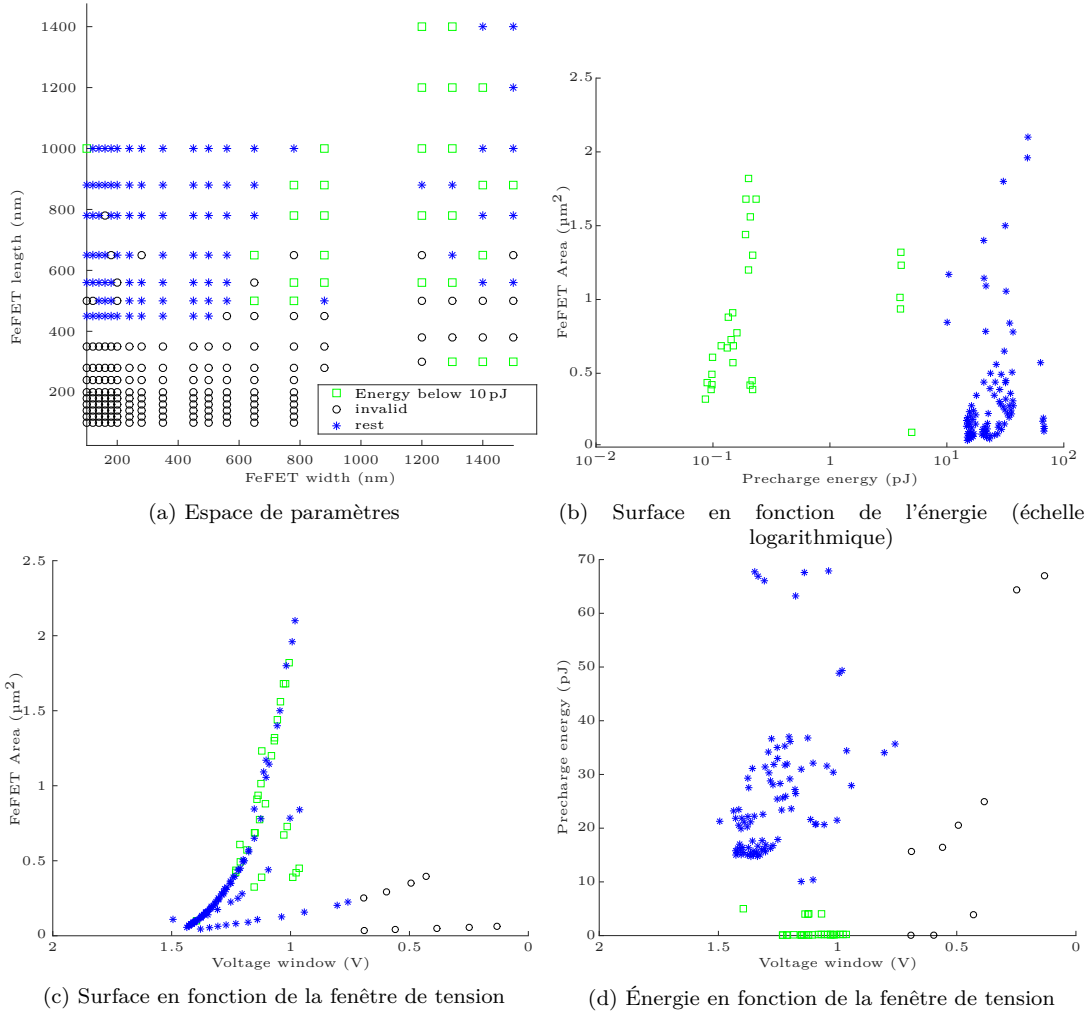 1400
1200
1000
800
600
400
200
FeFET length (nm)
200 400 600 800 1000 1200 1400
FeFET width (nm)
Energy below 10 pJ
invalid
rest
(a) Espace de paramètres
2.5
2
1.5
1
0.5
0
FeFET Area (µm²)
10⁻² 10⁻¹ 1 10¹ 10²
Precharge energy (pJ)
(b) Surface en fonction de l'énergie (échelle
logarithmique)
2.5
2
1.5
1
0.5
0
FeFET Area (µm²)
2 1.5 1 0.5 0
Voltage window (V)
(c) Surface en fonction de la fenêtre de tension
70
60
50
40
30
20
10
0
Precharge energy (pJ)
2 1.5 1 0.5 0
Voltage window (V)
(d) Énergie en fonction de la fenêtre de tension